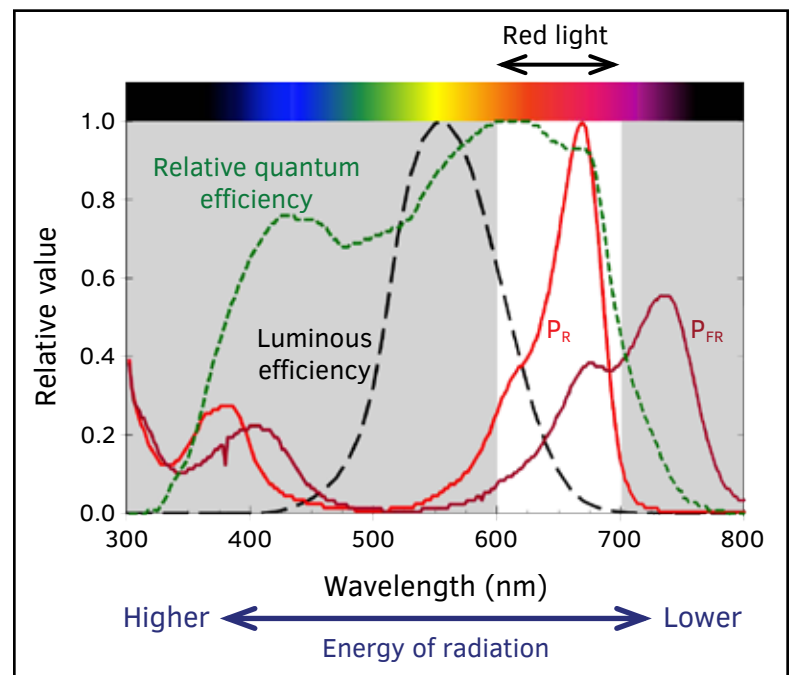 Red light
1.0
0.8
0.6
0.4
0.2
0.0
Relative value
Relative quantum
efficiency
Luminous
efficiency
PR
PFR
300 400 500 600 700 800
Wavelength (nm)
Higher Lower
Energy of radiation